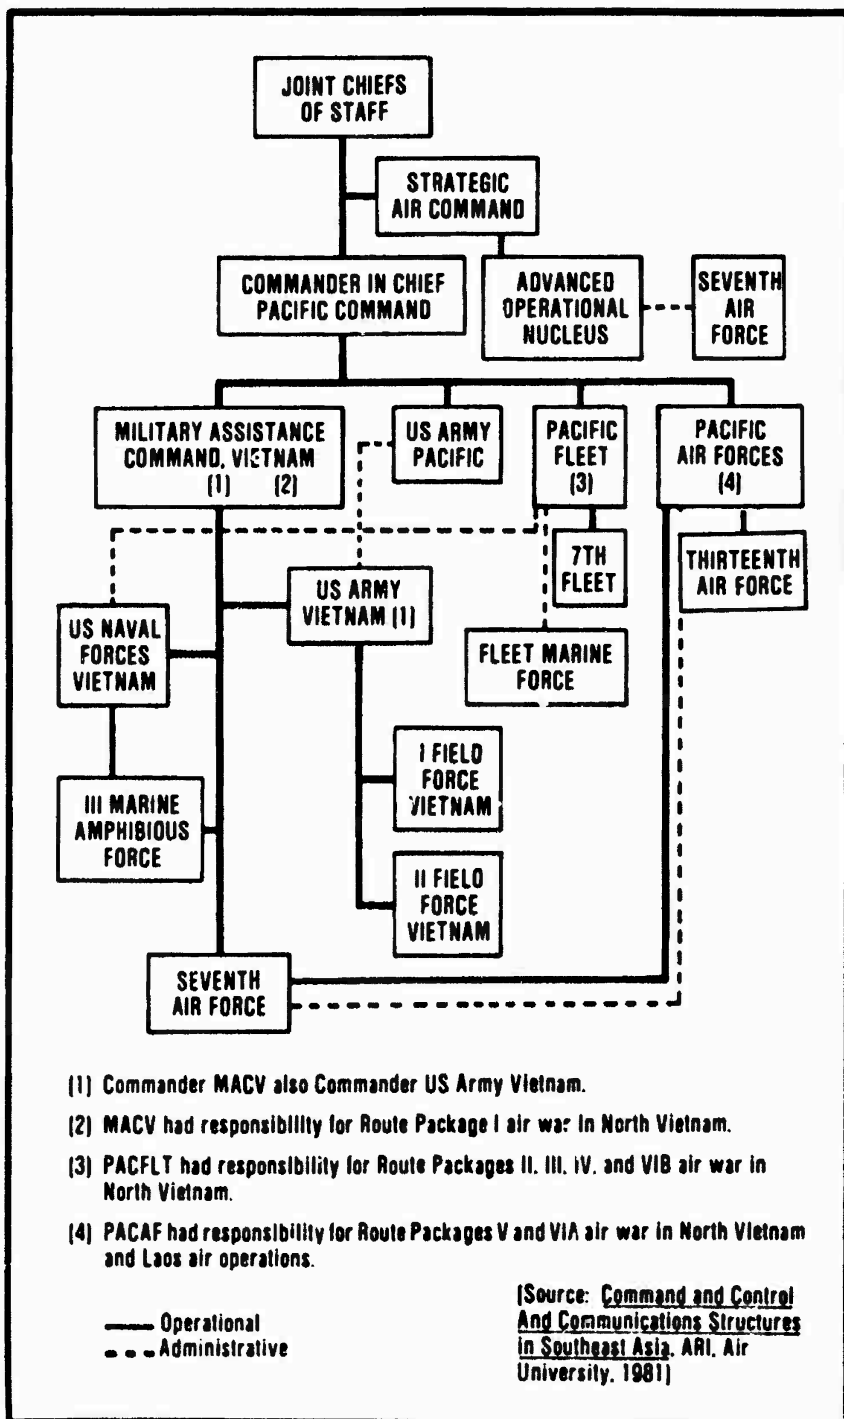 JOINT CHIEFS
OF STAFF
STRATEGIC
AIR COMMAND
COMMANDER IN CHIEF
PACIFIC COMMAND
ADVANCED
OPERATIONAL
NUCLEUS
SEVENTH
AIR
FORCE
MILITARY ASSISTANCE
COMMAND, VIETNAM
(1) (2)
US ARMY
PACIFIC
PACIFIC
FLEET
(3)
PACIFIC
AIR FORCES
(4)
7TH
FLEET
THIRTEENTH
AIR FORCE
US ARMY
VIETNAM (1)
US NAVAL
FORCES
VIETNAM
FLEET MARINE
FORCE
I FIELD
FORCE
VIETNAM
III MARINE
AMPHIBIOUS
FORCE
II FIELD
FORCE
VIETNAM
SEVENTH
AIR FORCE
(1) Commander MACV also Commander US Army Vietnam.
(2) MACV had responsibility for Route Package I air war in North Vietnam.
(3) PACFLT had responsibility for Route Packages II, III, IV, and VIB air war in
North Vietnam.
(4) PACAF had responsibility for Route Packages V and VIA air war in North Vietnam
and Laos air operations.
Operational
Administrative
(Source: Command and Control
And Communications Structures
in Southeast Asia, ARI, Air
University, 1981)